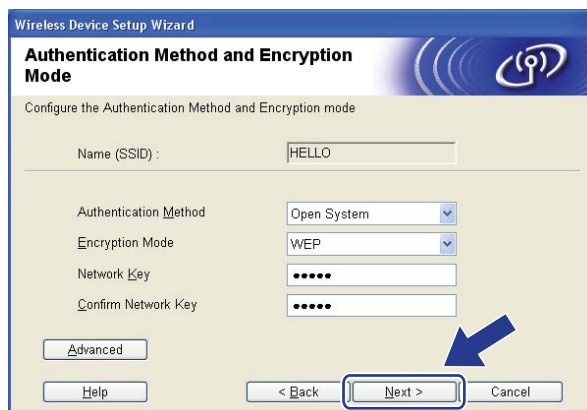 Wireless Device Setup Wizard
Authentication Method and Encryption
Mode
Configure the Authentication Method and Encryption mode
Name (SSID) : HELLO
Authentication Method Open System
Encryption Mode WEP
Network Key •••••
Confirm Network Key •••••
Advanced
Help < Back Next > Cancel